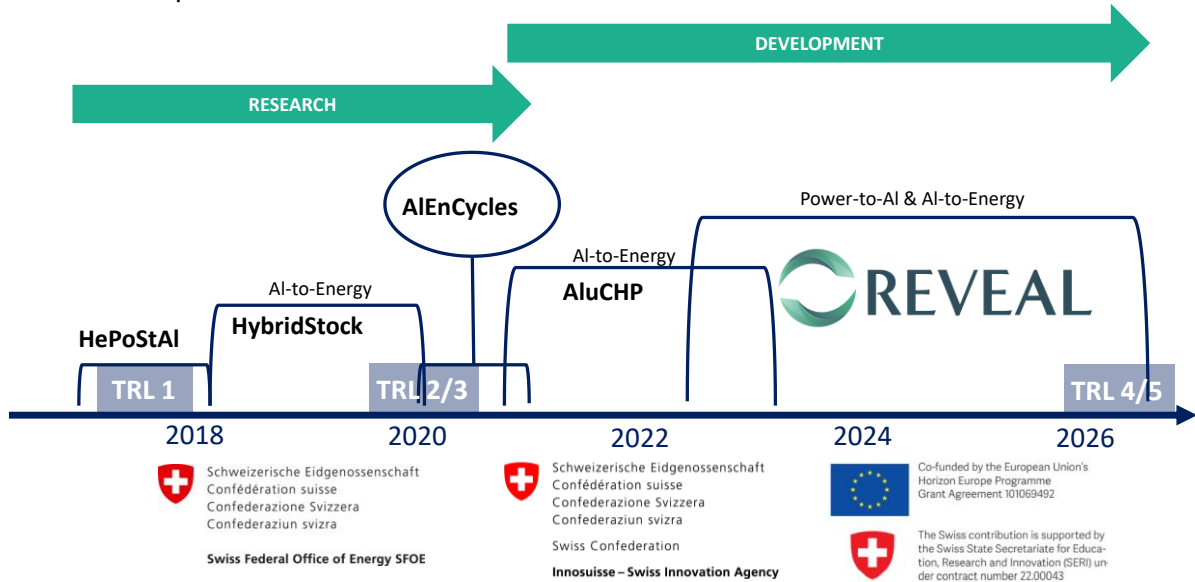 DEVELOPMENT
RESEARCH
AlEnCycles
Power-to-Al & Al-to-Energy
Al-to-Energy
AluCHP
REVEAL
Al-to-Energy
HybridStock
HePoStAl
TRL 1
TRL 2/3
TRL 4/5
2018
2020
2022
2024
2026
Schweizerische Eidgenossenschaft
Confédération suisse
Confederazione Svizzera
Confederaziun svizra
Swiss Federal Office of Energy SFOE
Schweizerische Eidgenossenschaft
Confédération suisse
Confederazione Svizzera
Confederaziun svizra
Swiss Confederation
Innosuisse – Swiss Innovation Agency
Co-funded by the European Union's
Horizon Europe Programme
Grant Agreement 101069492
The Swiss contribution is supported by
the Swiss State Secretariate for Educa-
tion, Research and Innovation (SERI) un-
der contract number 22.00043